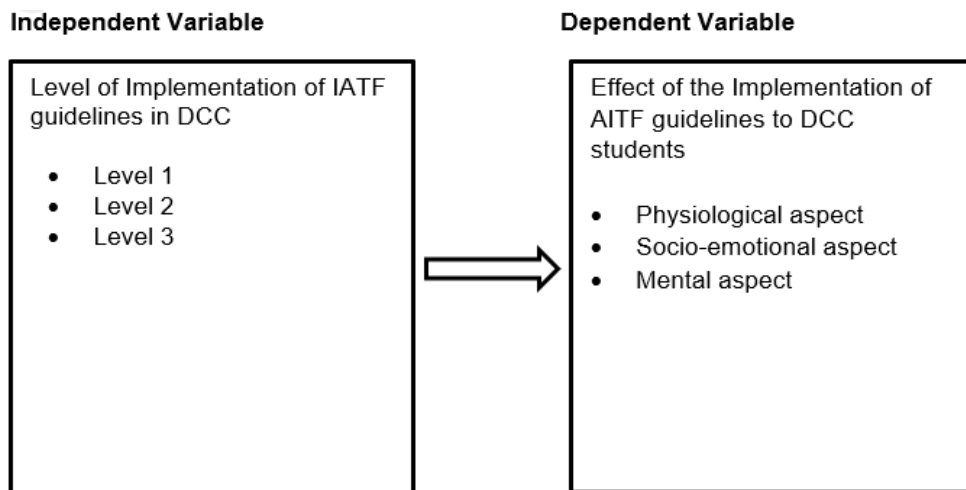 Independent Variable
Level of Implementation of IATF
guidelines in DCC
• Level 1
• Level 2
• Level 3
Dependent Variable
Effect of the Implementation of
AITF guidelines to DCC
students
• Physiological aspect
• Socio-emotional aspect
• Mental aspect